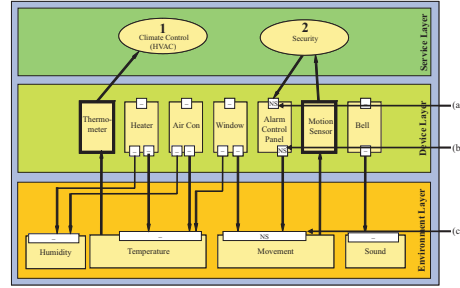 1
Climate Control
(HVAC)
2
Security
Service Layer
Thermo-
meter
–
Heater
– –
–
Air Con
– –
–
Window
– –
NS
Alarm
Control
Panel
NS
Motion
Sensor
–
Bell
–
Device Layer
(a
(b
–
Humidity
–
Temperature
NS
Movement
–
Sound
Environment Layer
(c